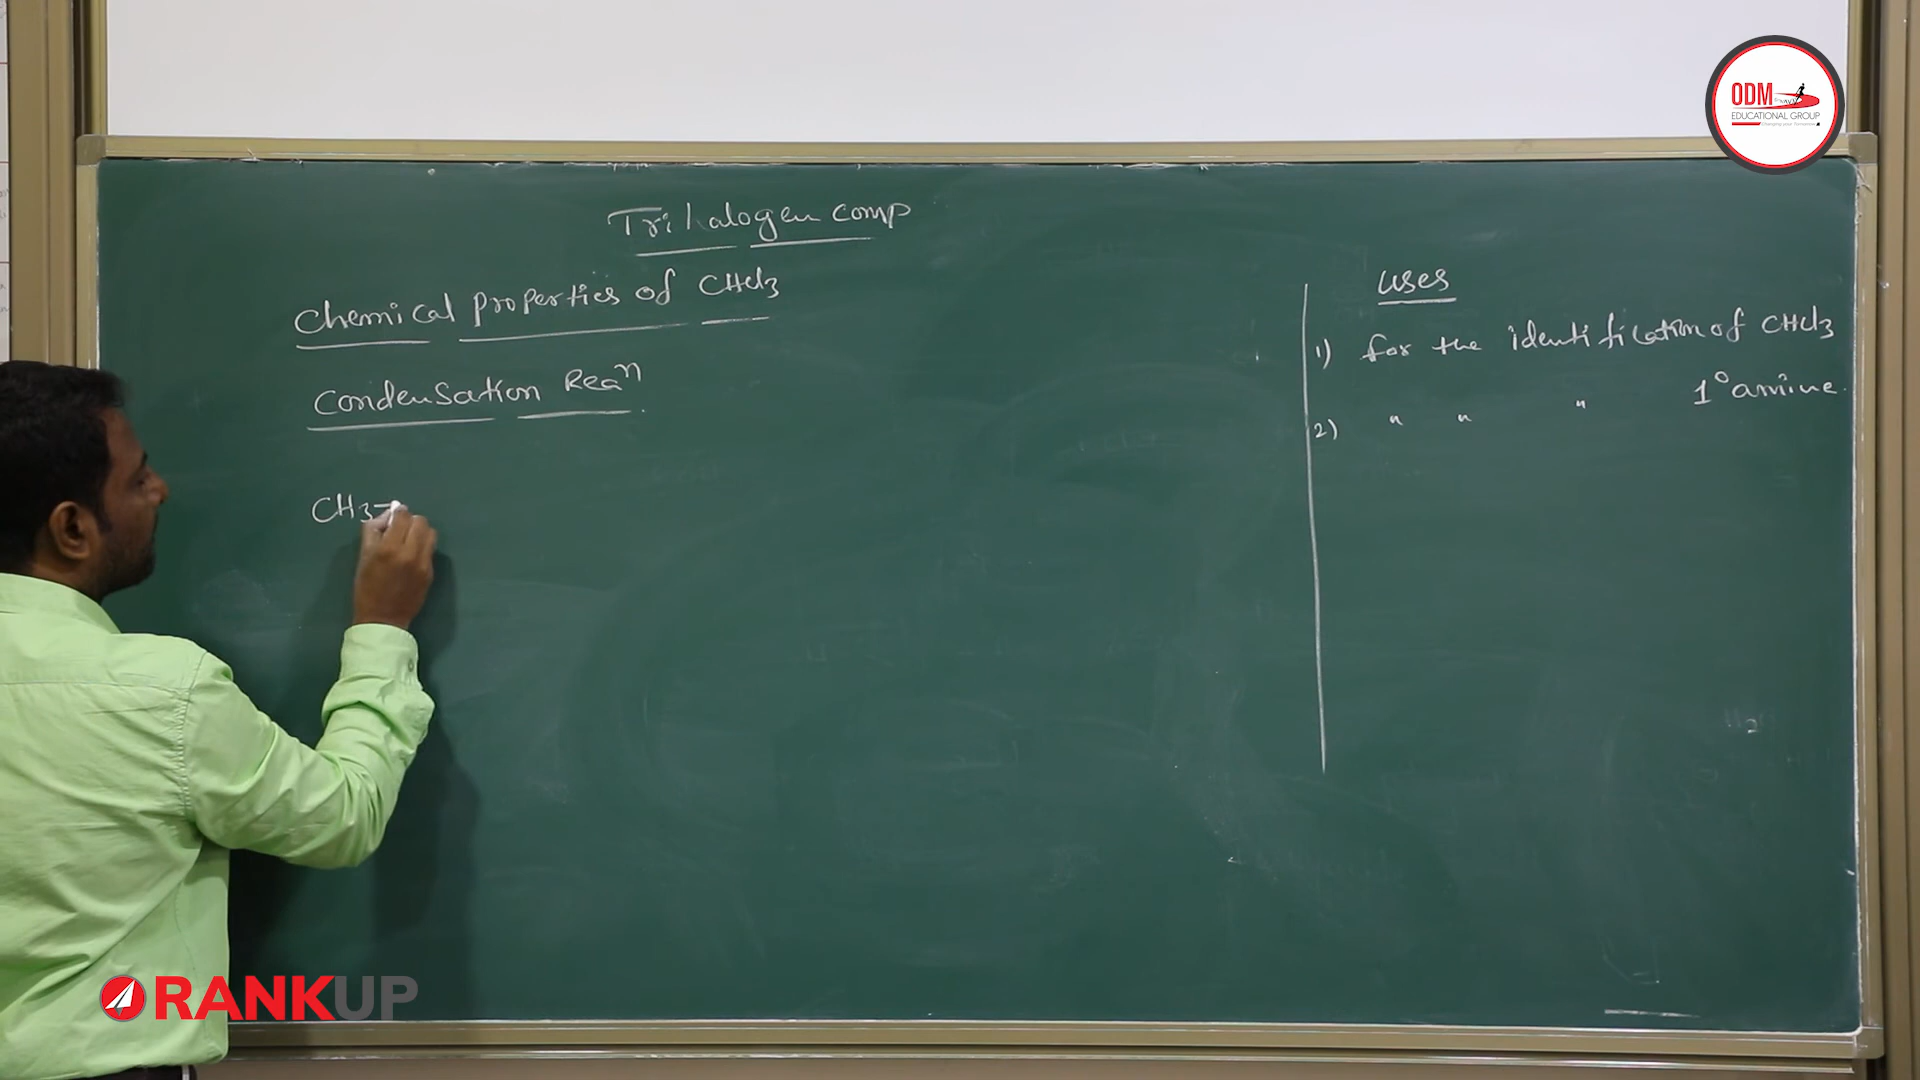 ODM
EDUCATIONAL GROUP
Trihalogen comp
Chemical properties of CHCl3
Condensation Reaⁿ
CH3-
uses
1) for the identification of CHCl3
2) " " " 1° amine.
RANKUP